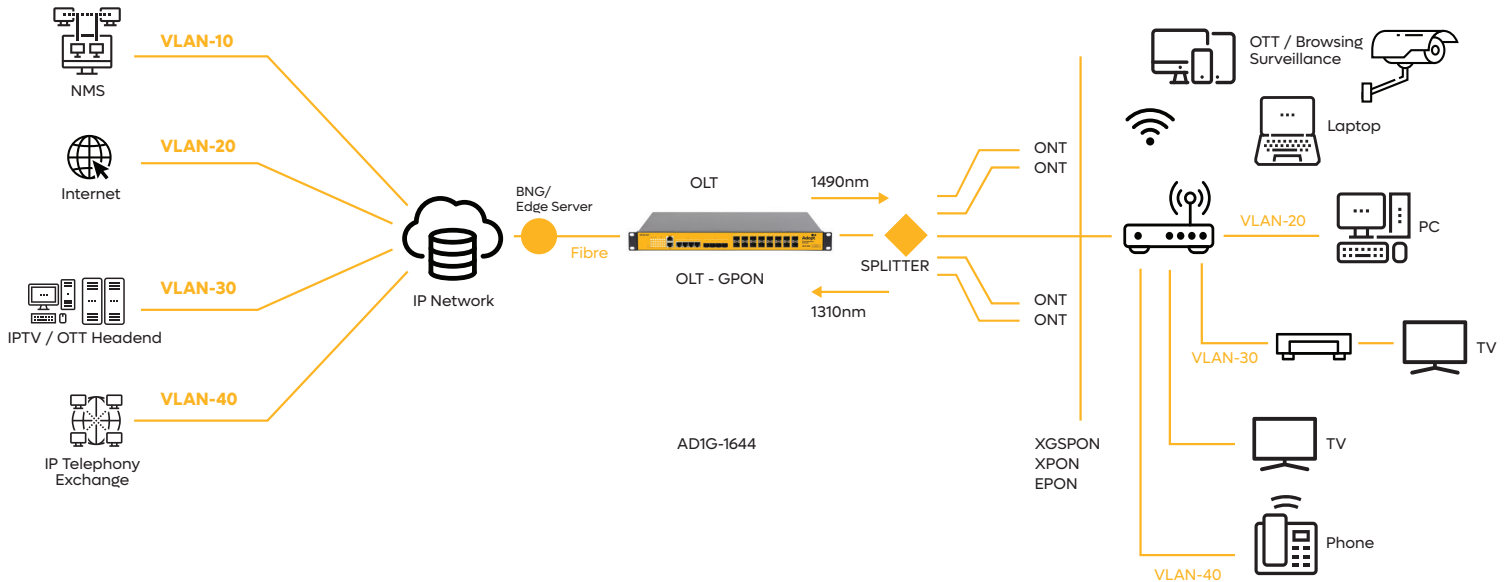 VLAN-10
NMS
VLAN-20
Internet
VLAN-30
IPTV / OTT Headend
VLAN-40
IP Telephony
Exchange
IP Network
BNG/
Edge Server
Fibre
OLT
OLT - GPON
AD1G-1644
1490nm
SPLITTER
1310nm
ONT
ONT
ONT
ONT
XGSPON
XPON
EPON
OTT / Browsing
Surveillance
Laptop
VLAN-20
PC
VLAN-30
TV
TV
Phone
VLAN-40